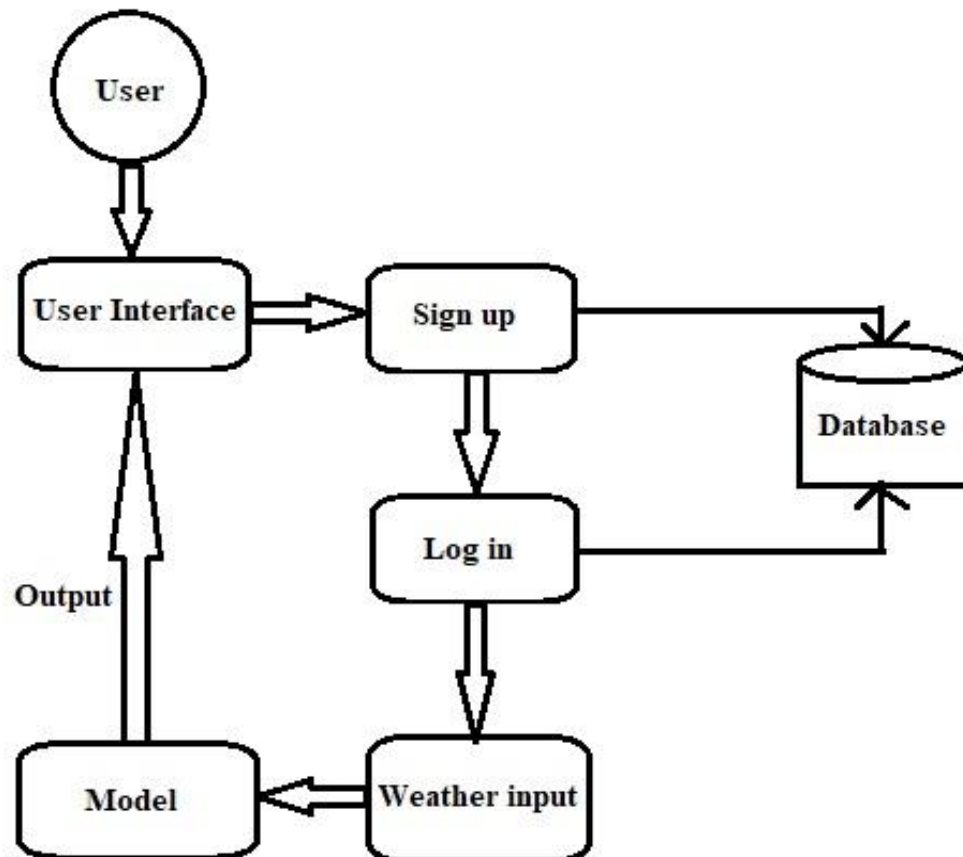 User
User Interface
Sign up
Database
Log in
Output
Model
Weather input